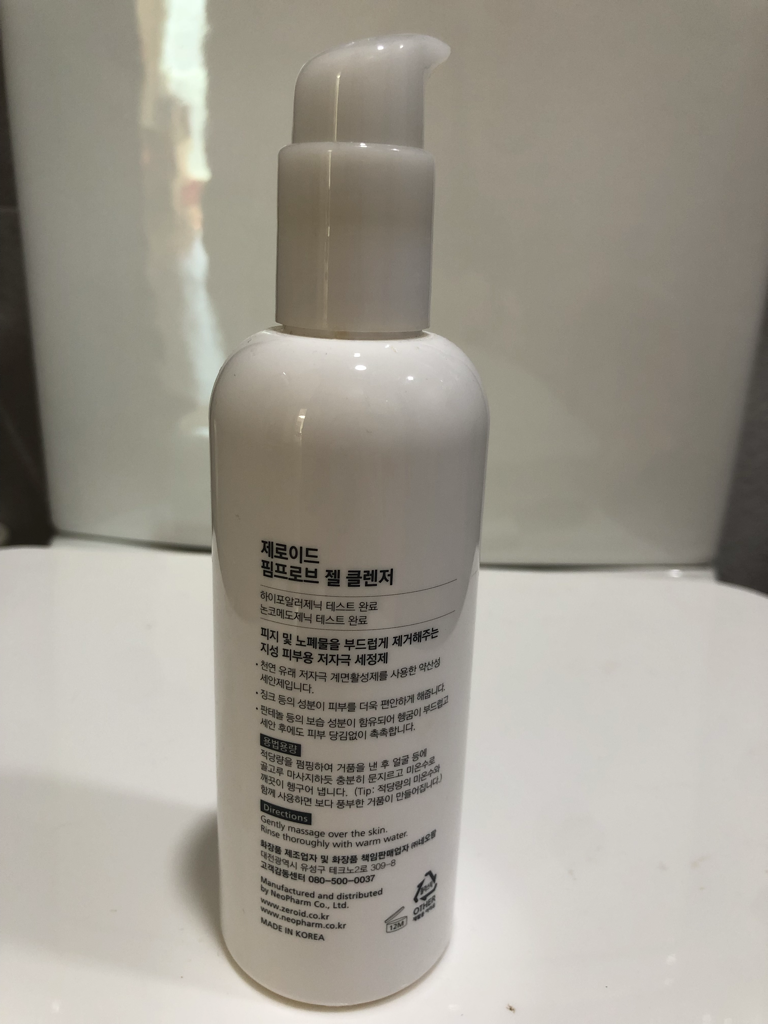 제로이드
핌프로브 젤 클렌저
하이포알러제닉 테스트 완료
논코메도제닉 테스트 완료
피지 및 노폐물을 부드럽게 제거해주는
지성 피부용 저자극 세정제
· 천연 유래 저자극 계면활성제를 사용한 약산성
세안제입니다.
· 징크 등의 성분이 피부를 더욱 편안하게 해줍니다.
· 판테놀 등의 보습 성분이 함유되어 헹굼이 부드럽고
세안 후에도 피부 당김없이 촉촉합니다.
용법용량
적당량을 펌핑하여 거품을 낸 후 얼굴 등에
골고루 마사지하듯 충분히 문지르고 미온수로
깨끗이 헹구어 냅니다. (Tip: 적당량의 미온수와
함께 사용하면 보다 풍부한 거품이 만들어집니다.)
Directions
Gently massage over the skin.
Rinse thoroughly with warm water.
화장품 제조업자 및 화장품 책임판매업자 ㈜네오팜
대전광역시 유성구 테크노2로 309-8
고객감동센터 080-500-0037
Manufactured and distributed
by NeoPharm Co., Ltd.
www.zeroid.co.kr
www.neopharm.co.kr
MADE IN KOREA
12M
OTHER